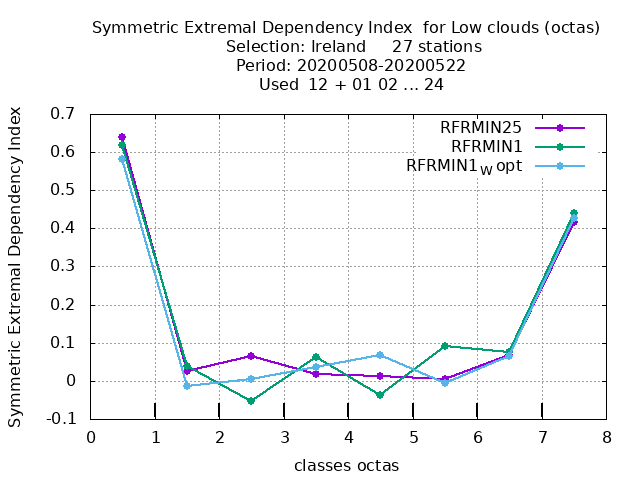 Symmetric Extremal Dependency Index for Low clouds (octas)
Selection: Ireland 27 stations
Period: 20200508-20200522
Used 12 + 01 02 ... 24
RFRMIN25
RFRMIN1
RFRMIN1W opt
Symmetric Extremal Dependency Index
0.7
0.6
0.5
0.4
0.3
0.2
0.1
0
-0.1
0 1 2 3 4 5 6 7 8
classes octas